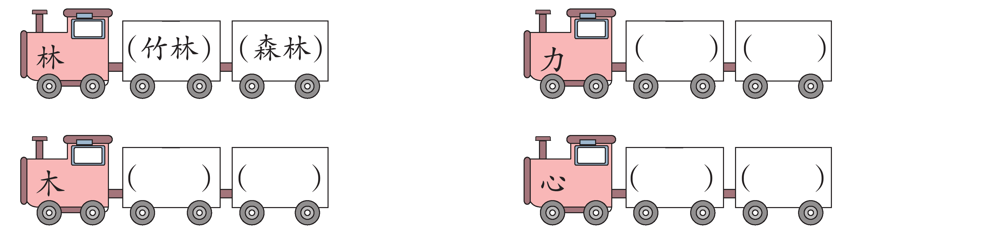 林 (竹林) (森林)
力 (　　) (　　)
木 (　　) (　　)
心 (　　) (　　)